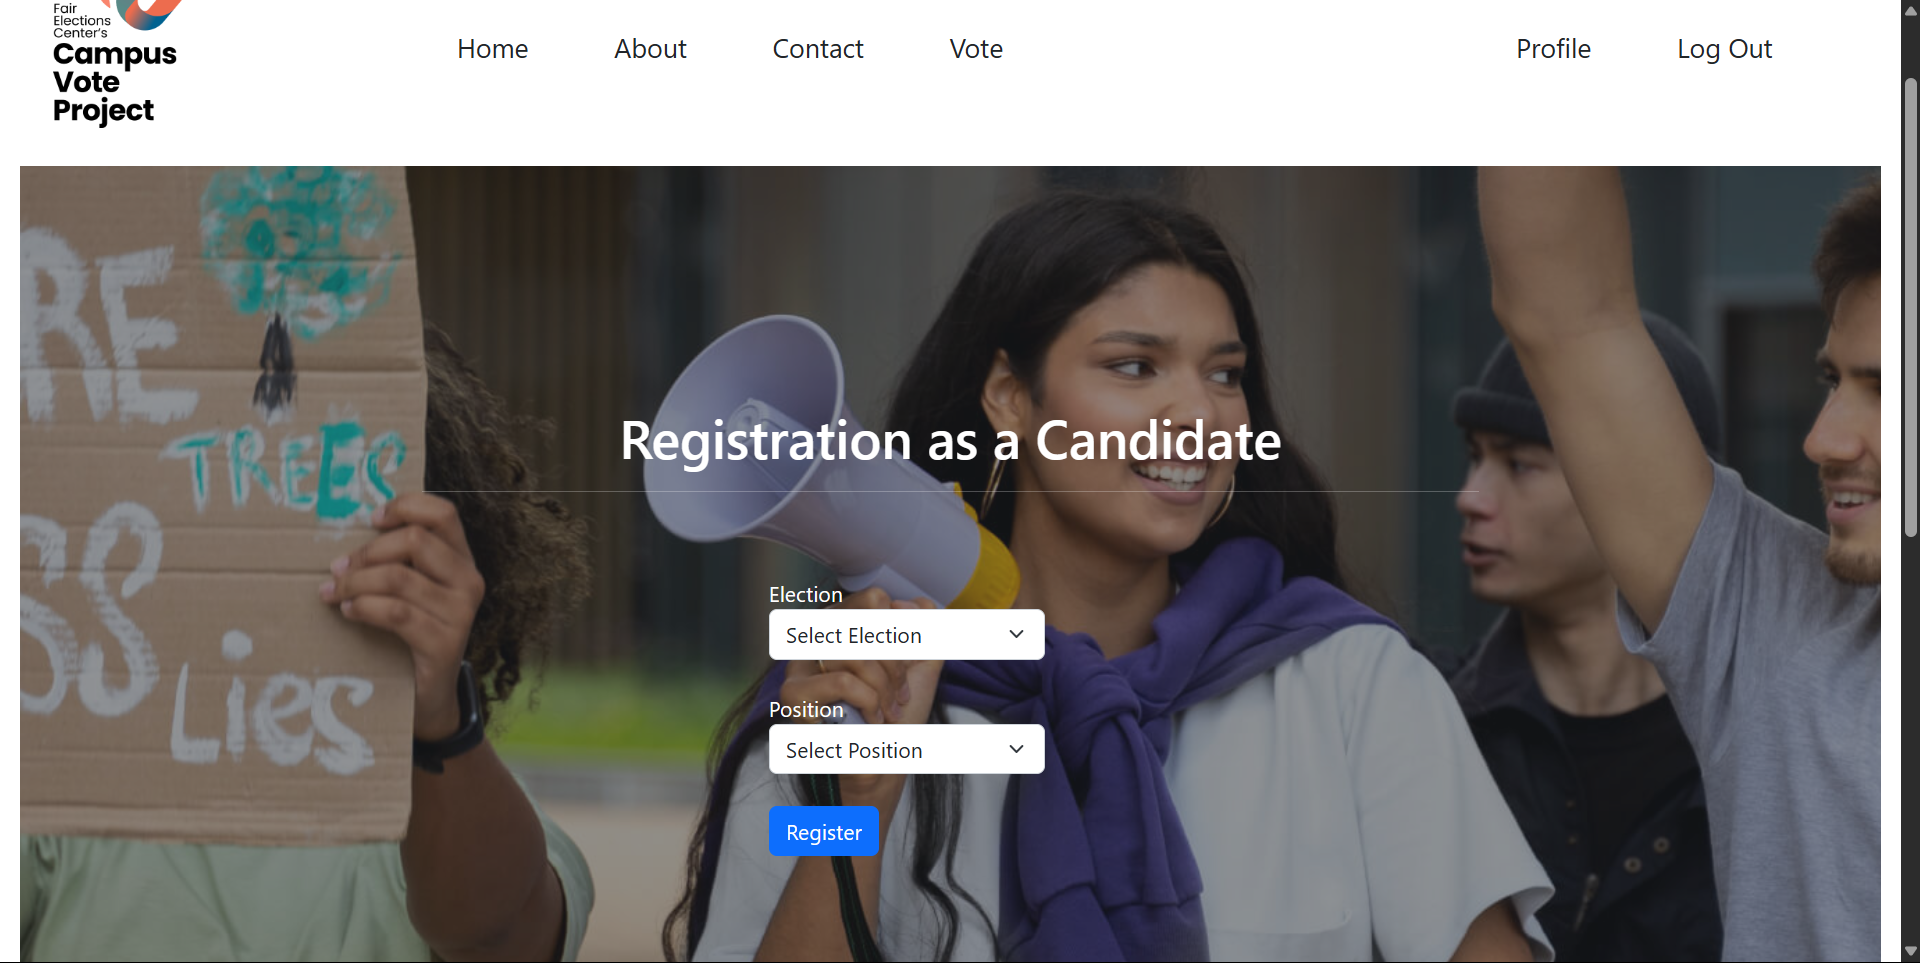 Fair
Elections
Center's
Campus
Vote
Project
Home
About
Contact
Vote
Profile
Log Out
RE
TREES
SS
Lies
Registration as a Candidate
Election
Select Election
Position
Select Position
Register